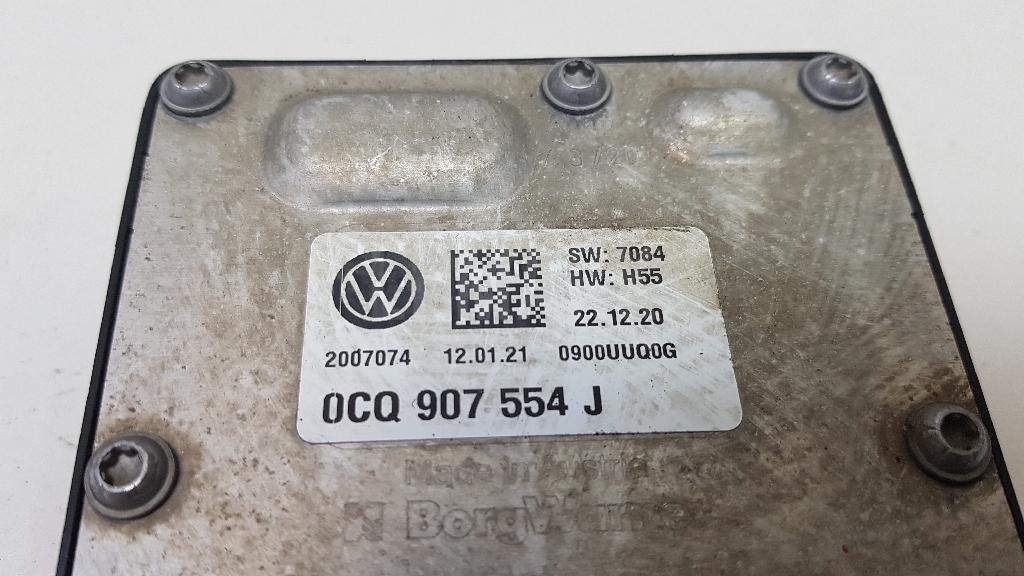 SW: 7084
HW: H55
22.12.20
2007074 12.01.21 0900UUQ0G
0CQ 907 554 J
Made in Austria
BorgWarner